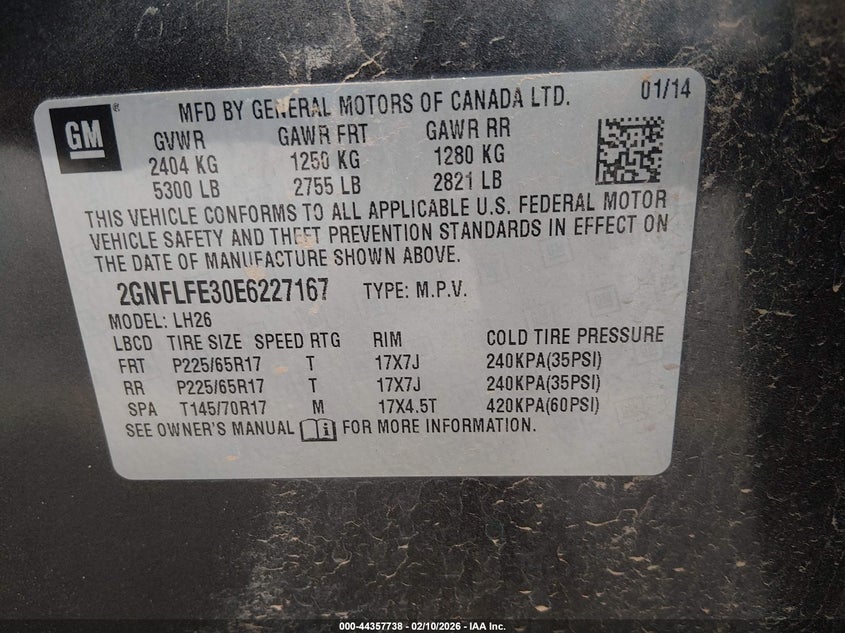 GM
®
MFD BY GENERAL MOTORS OF CANADA LTD. 01/14
GVWR GAWR FRT GAWR RR
2404 KG 1250 KG 1280 KG
5300 LB 2755 LB 2821 LB
THIS VEHICLE CONFORMS TO ALL APPLICABLE U.S. FEDERAL MOTOR
VEHICLE SAFETY AND THEFT PREVENTION STANDARDS IN EFFECT ON
THE DATE OF MANUFACTURE SHOWN ABOVE.
2GNFLFE30E6227167 TYPE: M.P.V.
MODEL: LH26
LBCD TIRE SIZE SPEED RTG RIM COLD TIRE PRESSURE
FRT P225/65R17 T 17X7J 240KPA(35PSI)
RR P225/65R17 T 17X7J 240KPA(35PSI)
SPA T145/70R17 M 17X4.5T 420KPA(60PSI)
SEE OWNER'S MANUAL FOR MORE INFORMATION.
000-44357738 - 02/10/2026 - IAA Inc.